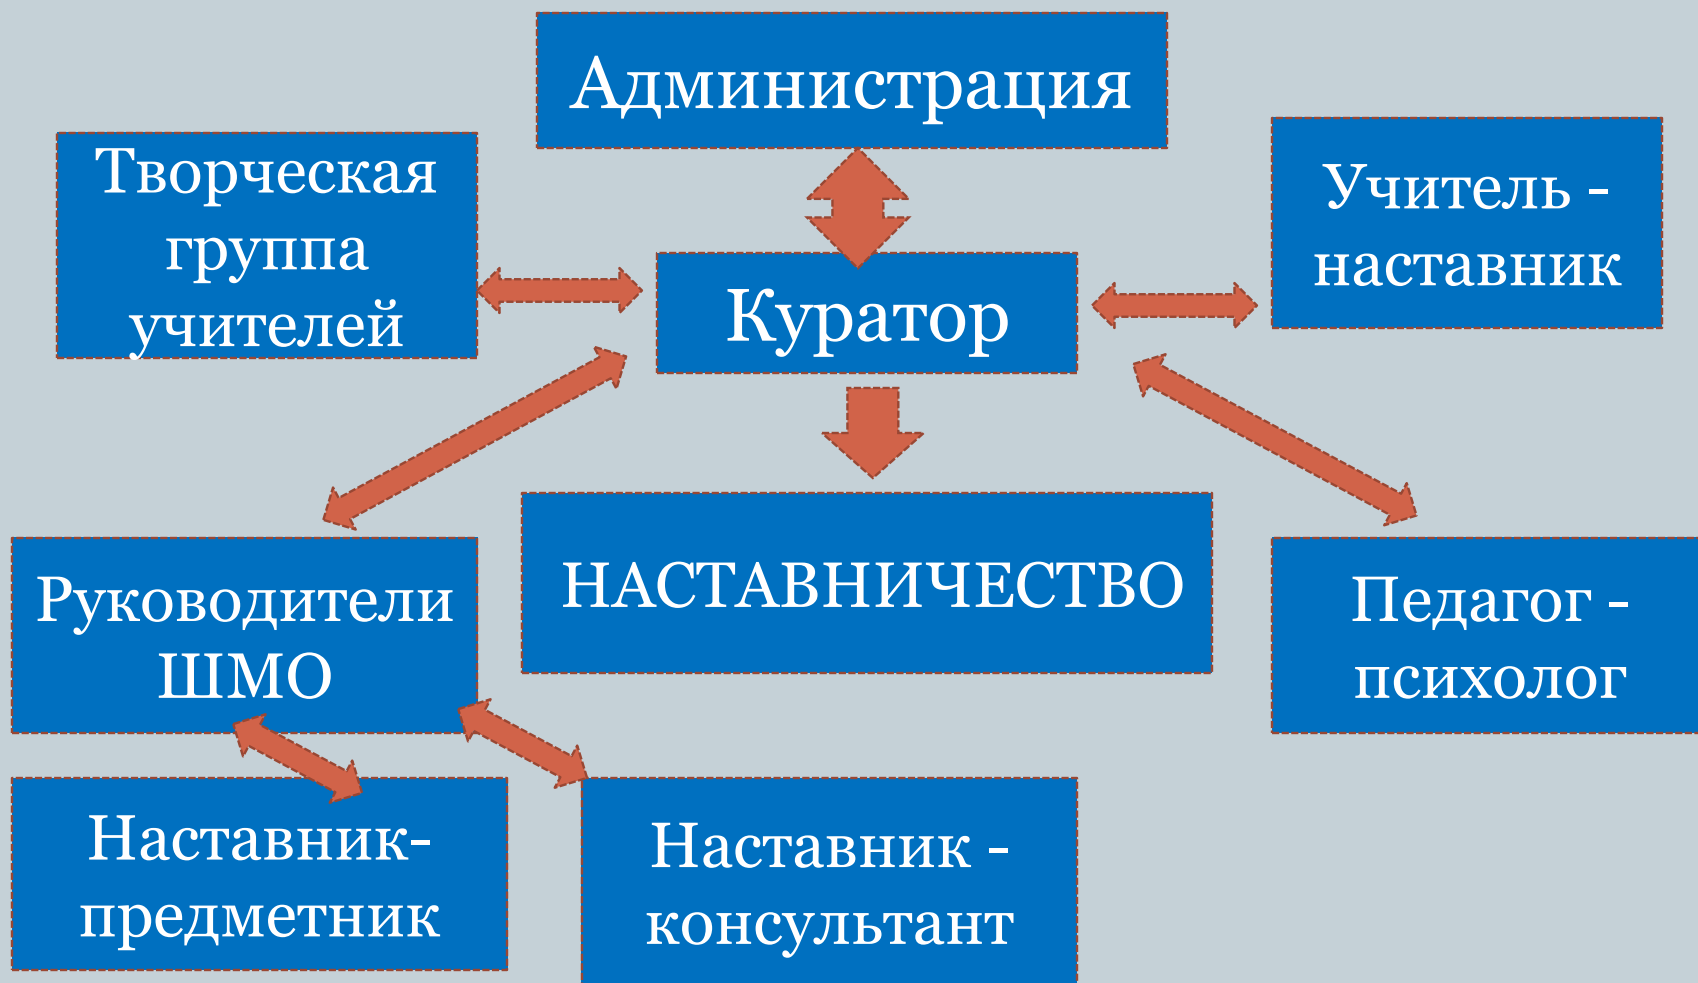 Администрация
Творческая
группа
учителей
Учитель -
наставник
Куратор
НАСТАВНИЧЕСТВО
Руководители
ШМО
Педагог -
психолог
Наставник-
предметник
Наставник -
консультант